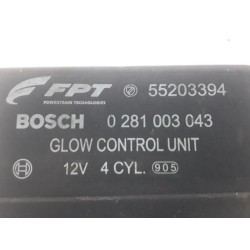 FPT 55203394
POWERTRAIN TECHNOLOGIES
BOSCH 0 281 003 043
GLOW CONTROL UNIT
12V 4 CYL. 905